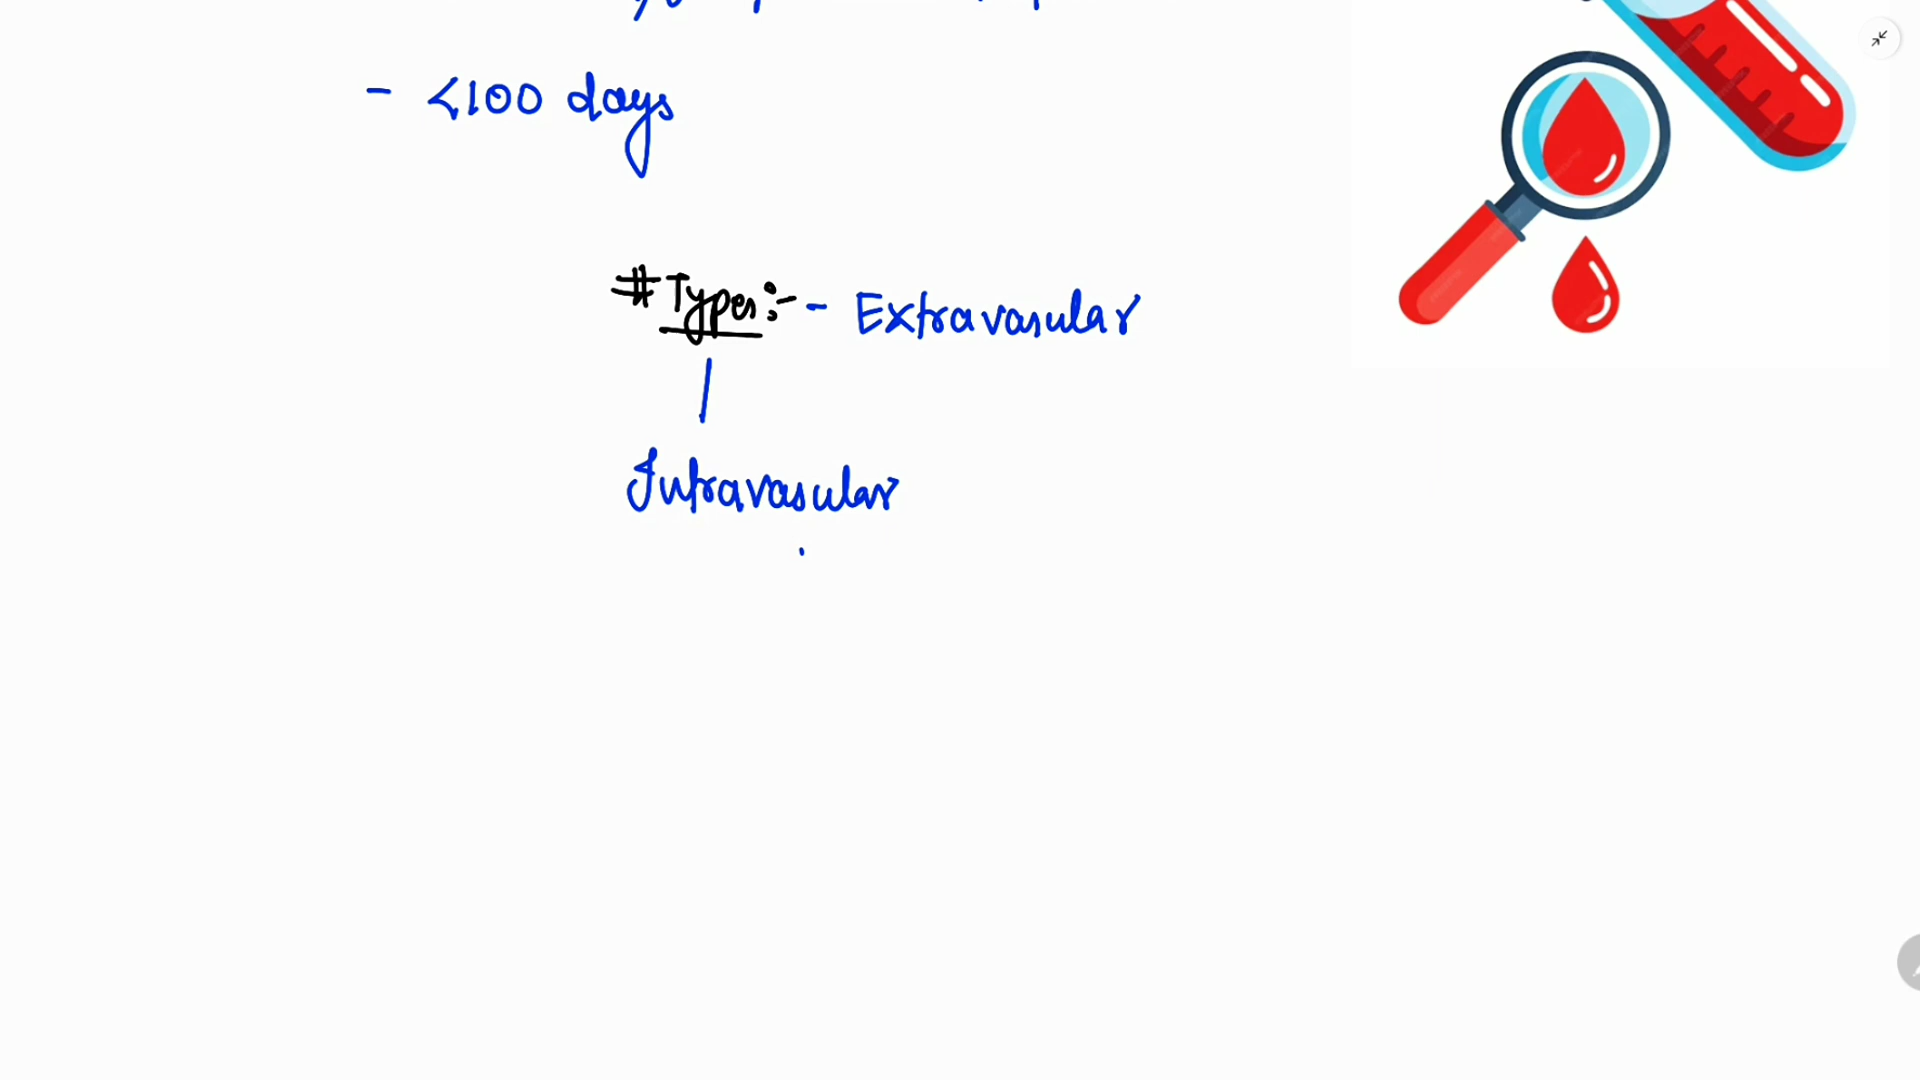 - <100 days
# Types:- - Extravasular
Intravasular